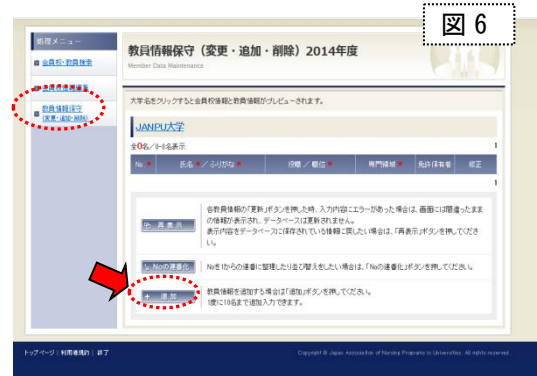 図 6
処理メニュー
会員校・教員検索
教員情報保守
(変更・追加・削除)
教員情報保守（変更・追加・削除）2014年度
Member Data Maintenance
大学名をクリックすると会員校情報と教員情報がプレビューされます。
JANPU大学
全0名／0-0名表示
1
No ＊ 氏名＊／ふりがな＊ 役職／職位＊ 専門領域＊ 免許保有者 修正
1
各教員情報の「更新」ボタンを押した時、入力内容にエラーがあった場合は、画面には間違ったまま
の情報が表示され、データベースは更新されません。
再表示
表示内容をデータベースに保存されている情報に戻したい場合は、「再表示」ボタンを押してくださ
い。
Noの連番化
Noを1からの連番に整理したり並び替えをしたい場合は、「Noの連番化」ボタンを押してください。
＋ 追加
教員情報を追加する場合は「追加」ボタンを押してください。
1度に10名まで追加入力できます。
トップページ｜利用者規約｜終了
Copyright © Japan Association of Nursing Programs in Universities. All rights reserved.